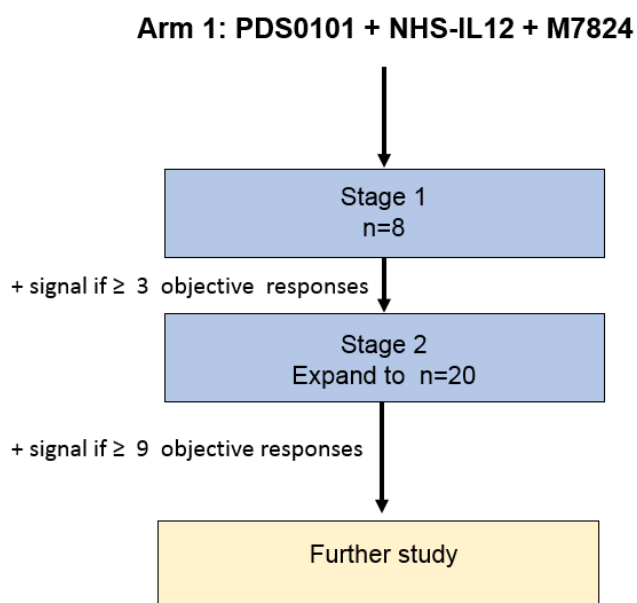 Arm 1: PDS0101 + NHS-IL12 + M7824
Stage 1
n=8
+ signal if ≥ 3 objective responses
Stage 2
Expand to n=20
+ signal if ≥ 9 objective responses
Further study